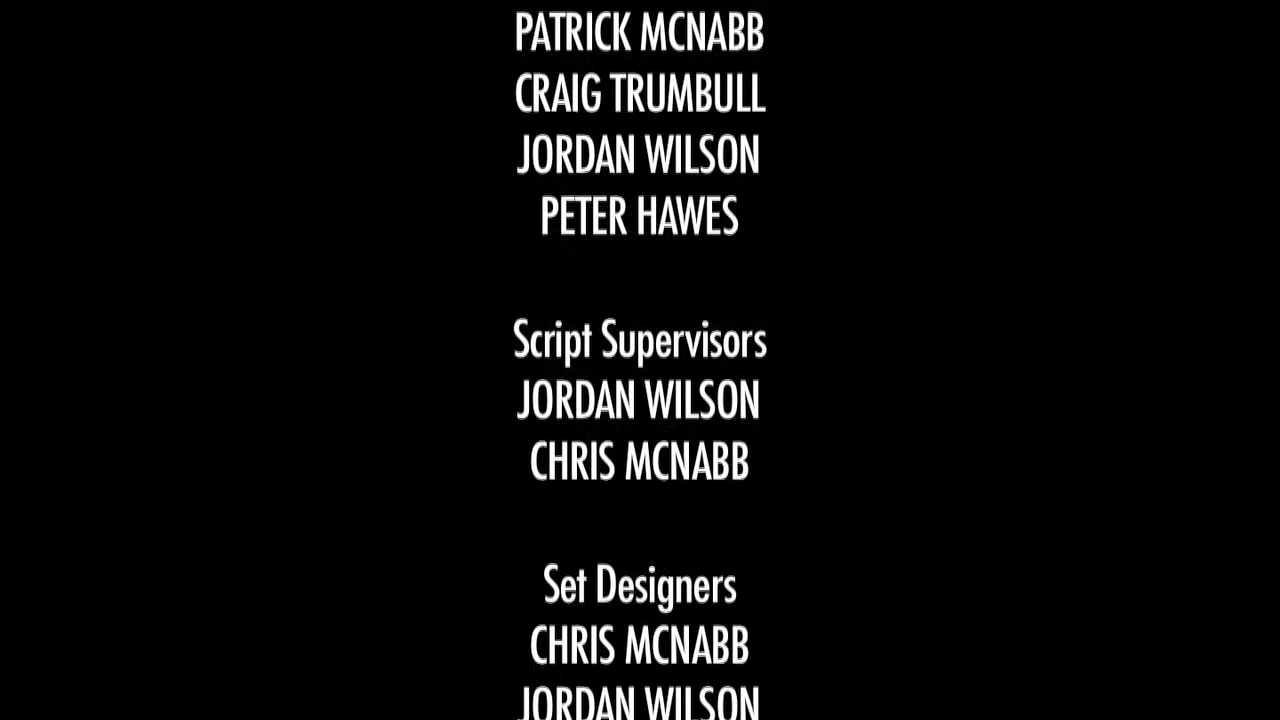 PATRICK MCNABB
CRAIG TRUMBULL
JORDAN WILSON
PETER HAWES
Script Supervisors
JORDAN WILSON
CHRIS MCNABB
Set Designers
CHRIS MCNABB
JORDAN WILSON